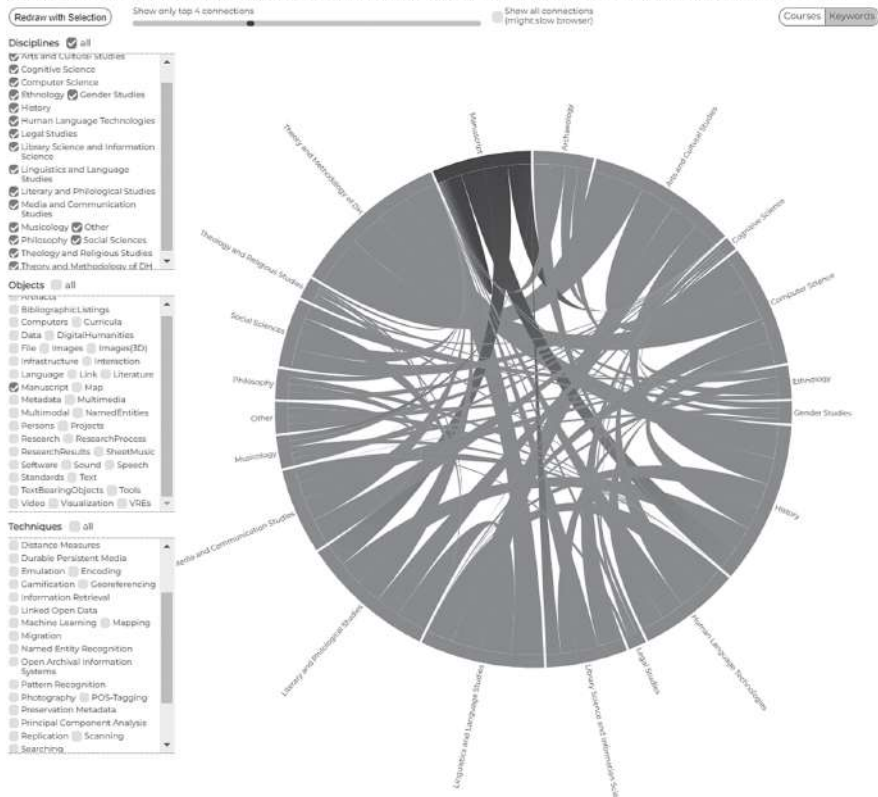 Redraw with Selection
Show only top 4 connections
Show all connections
(might slow browser)
Courses Keywords
Disciplines all
Arts and Cultural Studies
Cognitive Science
Computer Science
Ethnology Gender Studies
History
Human Language Technologies
Legal Studies
Library Science and Information
Science
Linguistics and Language
Studies
Literary and Philological Studies
Media and Communication
Studies
Musicology Other
Philosophy Social Sciences
Theology and Religious Studies
Theory and Methodology of DH
Objects all
Artifacts
BibliographicListings
Computers Curricula
Data DigitalHumanities
File Images Images(3D)
Infrastructure Interaction
Language Link Literature
Manuscript Map
Metadata Multimedia
Multimodal NamedEntities
Persons Projects
Research ResearchProcess
ResearchResults SheetMusic
Software Sound Speech
Standards Text
TextBearingObjects Tools
Video Visualization VREs
Techniques all
Distance Measures
Durable Persistent Media
Emulation Encoding
Gamification Georeferencing
Information Retrieval
Linked Open Data
Machine Learning Mapping
Migration
Named Entity Recognition
Open Archival Information
Systems
Pattern Recognition
Photography POS-Tagging
Preservation Metadata
Principal Component Analysis
Replication Scanning
Searching
Manuscript
Archaeology
Arts and Cultural Studies
Cognitive Science
Computer Science
Ethnology
Gender Studies
History
Human Language Technologies
Legal Studies
Library Science and Information Scie
Linguistics and Language Studies
Literary and Philological Studies
edia and Communication Studies
Musicology
Other
Philosophy
Social Sciences
Theology and Religious Studies
Theory and Methodology of DH